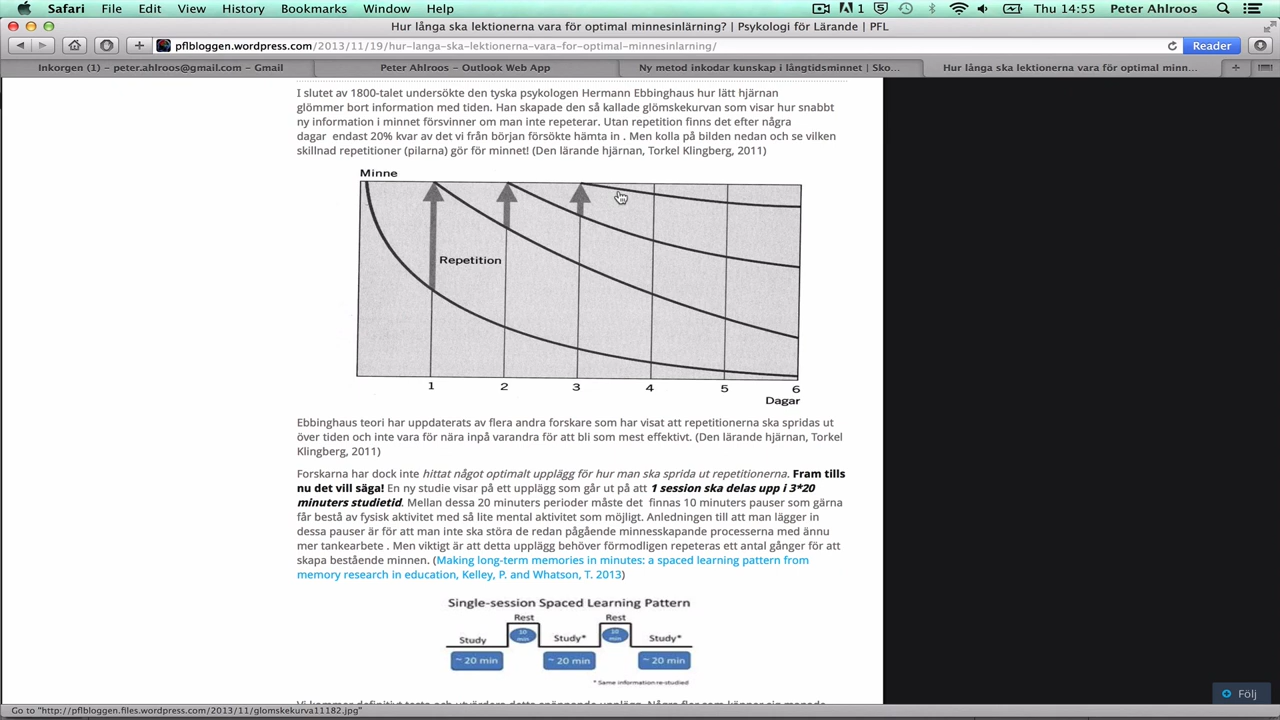 Safari File Edit View History Bookmarks Window Help 1 5 Thu 14:55 Peter Ahlroos
Hur långa ska lektionerna vara för optimal minnesinlärning? | Psykologi för Lärande | PFL
pflbloggen.wordpress.com/2013/11/19/hur-langa-ska-lektionerna-vara-for-optimal-minnesinlarning/ Reader
Inkorgen (1) – peter.ahlroos@gmail.com – Gmail Peter Ahlroos – Outlook Web App Ny metod inkodar kunskap i långtidsminnet | Sko... Hur långa ska lektionerna vara för optimal minn...
I slutet av 1800-talet undersökte den tyska psykologen Hermann Ebbinghaus hur lätt hjärnan
glömmer bort information med tiden. Han skapade den så kallade glömskekurvan som visar hur snabbt
ny information i minnet försvinner om man inte repeterar. Utan repetition finns det efter några
dagar endast 20% kvar av det vi från början försökte hämta in . Men kolla på bilden nedan och se vilken
skillnad repetitioner (pilarna) gör för minnet! (Den lärande hjärnan, Torkel Klingberg, 2011)
Minne
Repetition
1 2 3 4 5 6
Dagar
Ebbinghaus teori har uppdaterats av flera andra forskare som har visat att repetitionerna ska spridas ut
över tiden och inte vara för nära inpå varandra för att bli som mest effektivt. (Den lärande hjärnan, Torkel
Klingberg, 2011)
Forskarna har dock inte hittat något optimalt upplägg för hur man ska sprida ut repetitionerna. Fram tills
nu det vill säga! En ny studie visar på ett upplägg som går ut på att 1 session ska delas upp i 3*20
minuters studietid. Mellan dessa 20 minuters perioder måste det finnas 10 minuters pauser som gärna
får bestå av fysisk aktivitet med så lite mental aktivitet som möjligt. Anledningen till att man lägger in
dessa pauser är för att man inte ska störa de redan pågående minnesskapande processerna med ännu
mer tankearbete . Men viktigt är att detta upplägg behöver förmodligen repeteras ett antal gånger för att
skapa bestående minnen. (Making long-term memories in minutes: a spaced learning pattern from
memory research in education, Kelley, P. and Whatson, T. 2013)
Single-session Spaced Learning Pattern
Rest Rest
Study 10 min Study* 10 min Study*
~ 20 min ~ 20 min ~ 20 min
* Same information re-studied
Följ
Go to "http://pflbloggen.files.wordpress.com/2013/11/glomskekurva11182.jpg"